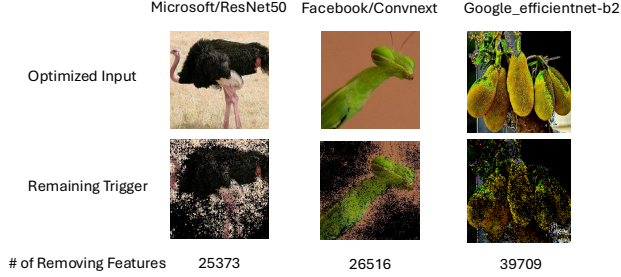 Microsoft/ResNet50 Facebook/Convnext Google_efficientnet-b2
Optimized Input
Remaining Trigger
# of Removing Features 25373 26516 39709